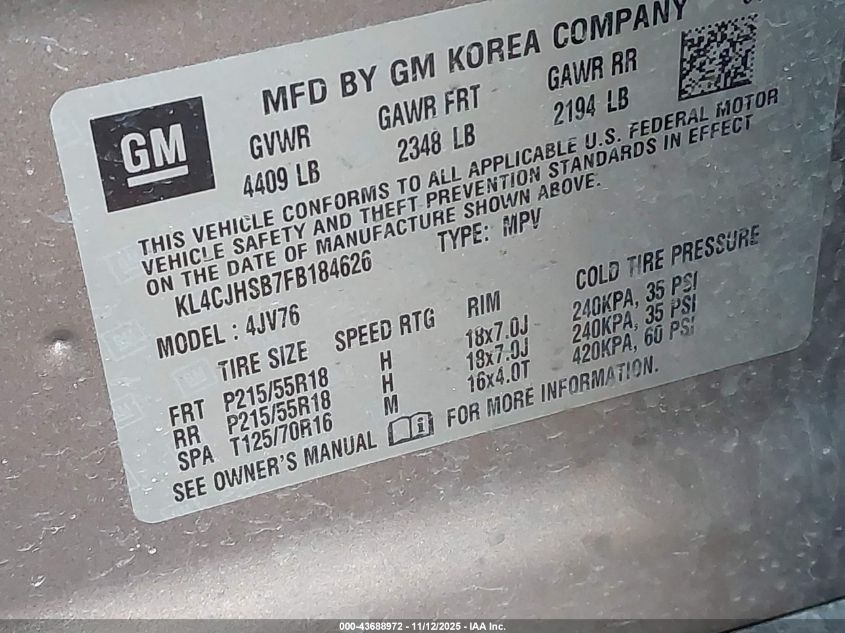 MFD BY GM KOREA COMPANY
GM
GVWR GAWR FRT GAWR RR
4409 LB 2348 LB 2194 LB
THIS VEHICLE CONFORMS TO ALL APPLICABLE U.S. FEDERAL MOTOR
VEHICLE SAFETY AND THEFT PREVENTION STANDARDS IN EFFECT
ON THE DATE OF MANUFACTURE SHOWN ABOVE.
KL4CJHSB7FB184626 TYPE: MPV
MODEL : 4JV76
TIRE SIZE SPEED RTG RIM COLD TIRE PRESSURE
FRT P215/55R18 H 18x7.0J 240KPA, 35 PSI
RR P215/55R18 H 18x7.0J 240KPA, 35 PSI
SPA T125/70R16 M 16x4.0T 420KPA, 60 PSI
SEE OWNER'S MANUAL i FOR MORE INFORMATION.
000-43688972 - 11/12/2025 - IAA Inc.